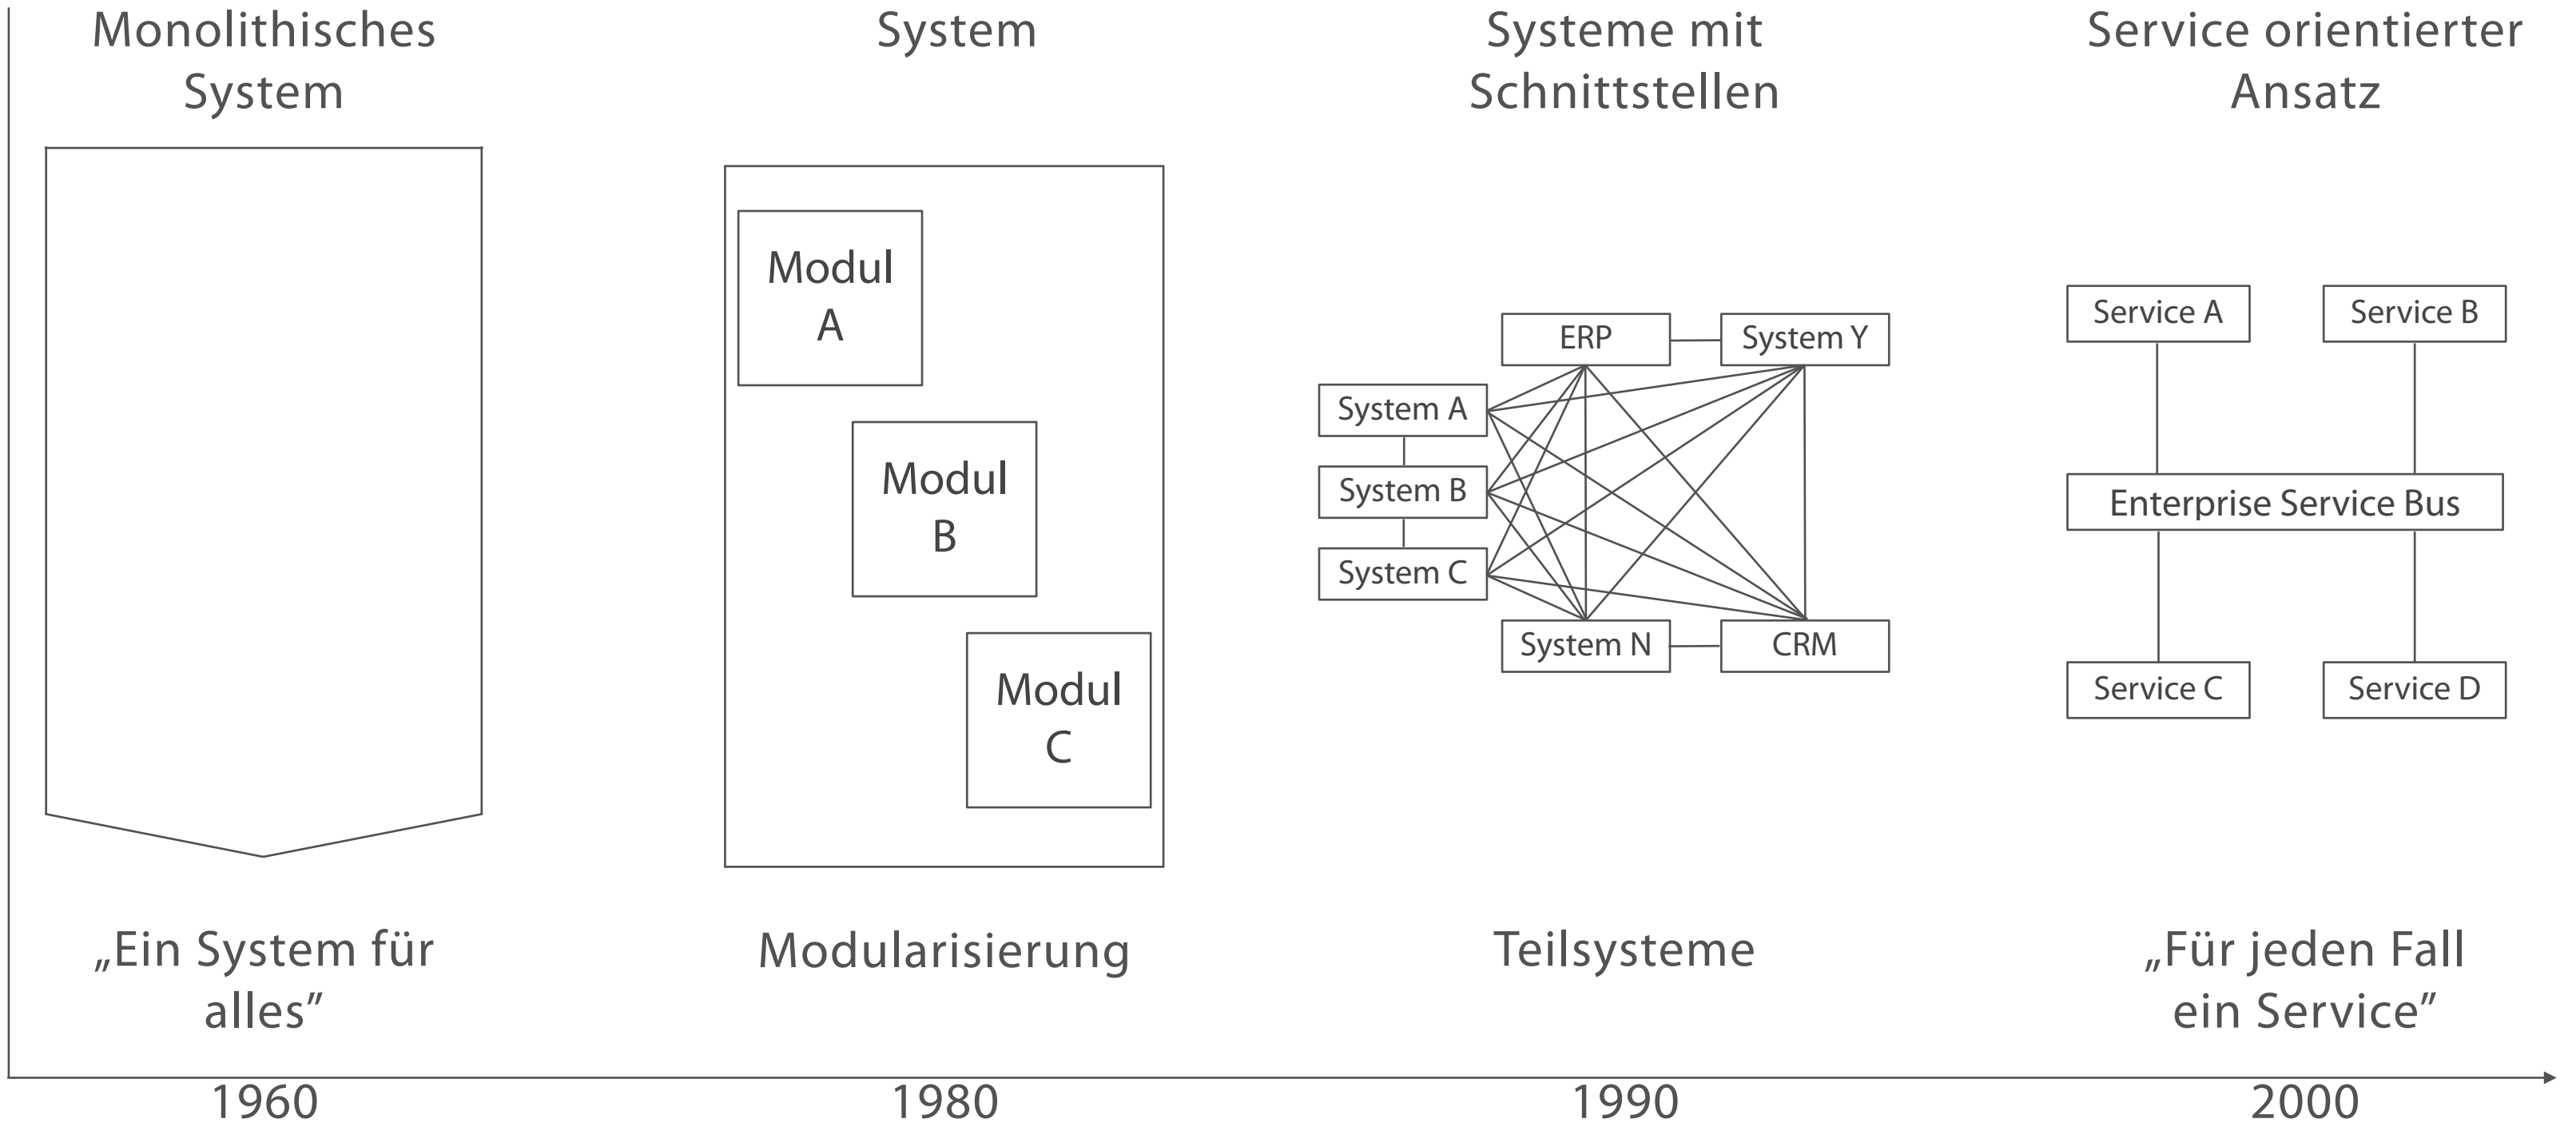 Monolithisches
System
System
Systeme mit
Schnittstellen
Service orientierter
Ansatz
Modul
A
Modul
B
Modul
C
ERP
System Y
System A
System B
System C
System N
CRM
Service A
Service B
Enterprise Service Bus
Service C
Service D
„Ein System für
alles”
Modularisierung
Teilsysteme
„Für jeden Fall
ein Service”
1960
1980
1990
2000